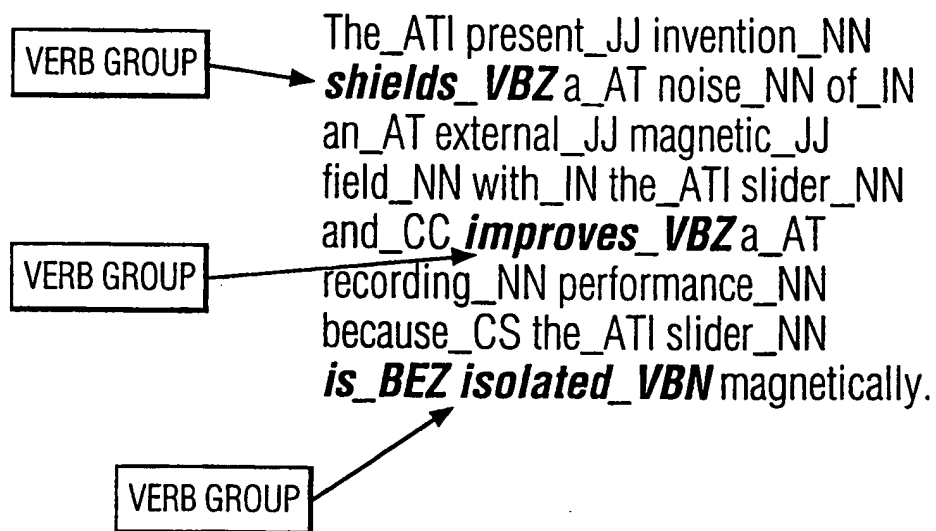 The_ATI present_JJ invention_NN
VERB GROUP
shields_VBZ a_AT noise_NN of_IN
an_AT external_JJ magnetic_JJ
field_NN with_IN the_ATI slider_NN
and_CC improves_VBZ a_AT
VERB GROUP
recording_NN performance_NN
because_CS the_ATI slider_NN
is_BEZ isolated_VBN magnetically.
VERB GROUP